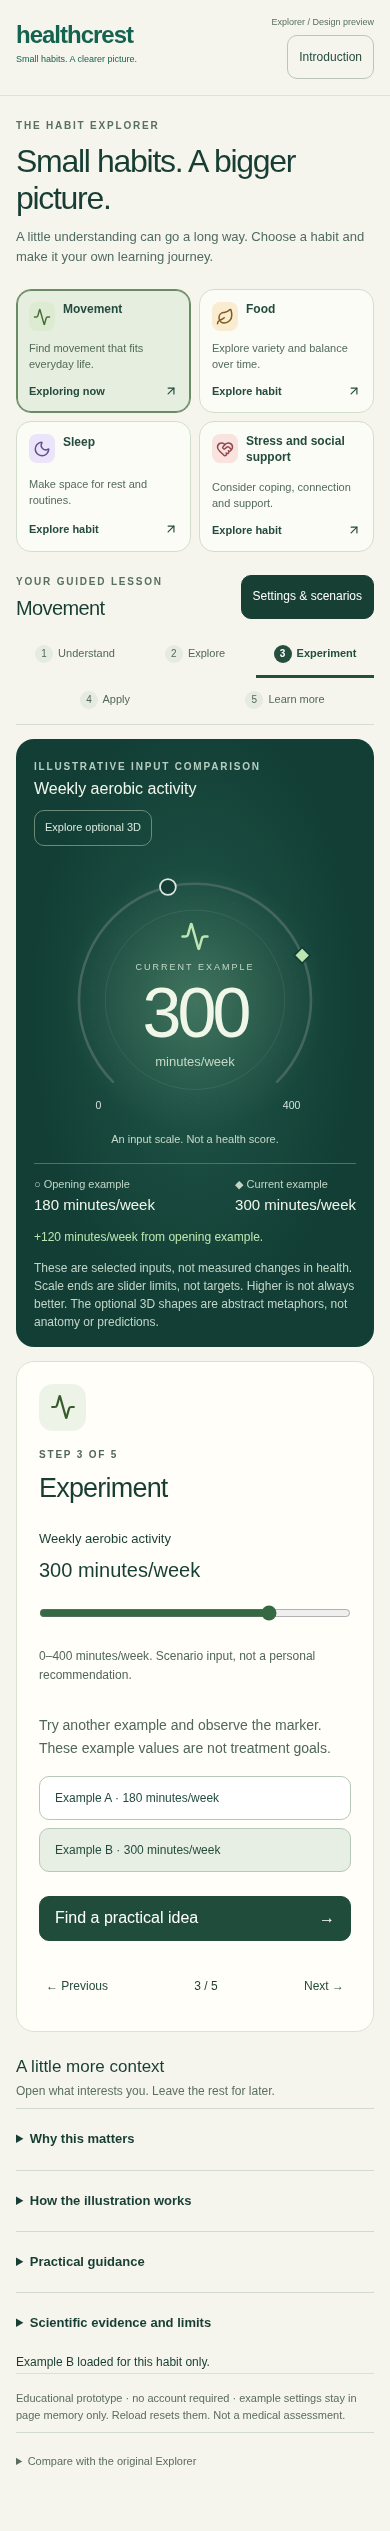 healthcrest
Small habits. A clearer picture.
Explorer / Design preview
Introduction
THE HABIT EXPLORER
Small habits. A bigger
picture.
A little understanding can go a long way. Choose a habit and
make it your own learning journey.
Movement
Find movement that fits
everyday life.
Exploring now
Food
Explore variety and balance
over time.
Explore habit
Sleep
Make space for rest and
routines.
Explore habit
Stress and social
support
Consider coping, connection
and support.
Explore habit
YOUR GUIDED LESSON
Movement
Settings & scenarios
1 Understand
2 Explore
3 Experiment
4 Apply
5 Learn more
ILLUSTRATIVE INPUT COMPARISON
Weekly aerobic activity
Explore optional 3D
CURRENT EXAMPLE
300
minutes/week
0
400
An input scale. Not a health score.
○ Opening example
180 minutes/week
◆ Current example
300 minutes/week
+120 minutes/week from opening example.
These are selected inputs, not measured changes in health.
Scale ends are slider limits, not targets. Higher is not always
better. The optional 3D shapes are abstract metaphors, not
anatomy or predictions.
STEP 3 OF 5
Experiment
Weekly aerobic activity
300 minutes/week
0–400 minutes/week. Scenario input, not a personal
recommendation.
Try another example and observe the marker.
These example values are not treatment goals.
Example A · 180 minutes/week
Example B · 300 minutes/week
Find a practical idea →
← Previous
3 / 5
Next →
A little more context
Open what interests you. Leave the rest for later.
▶ Why this matters
▶ How the illustration works
▶ Practical guidance
▶ Scientific evidence and limits
Example B loaded for this habit only.
Educational prototype · no account required · example settings stay in
page memory only. Reload resets them. Not a medical assessment.
▶ Compare with the original Explorer